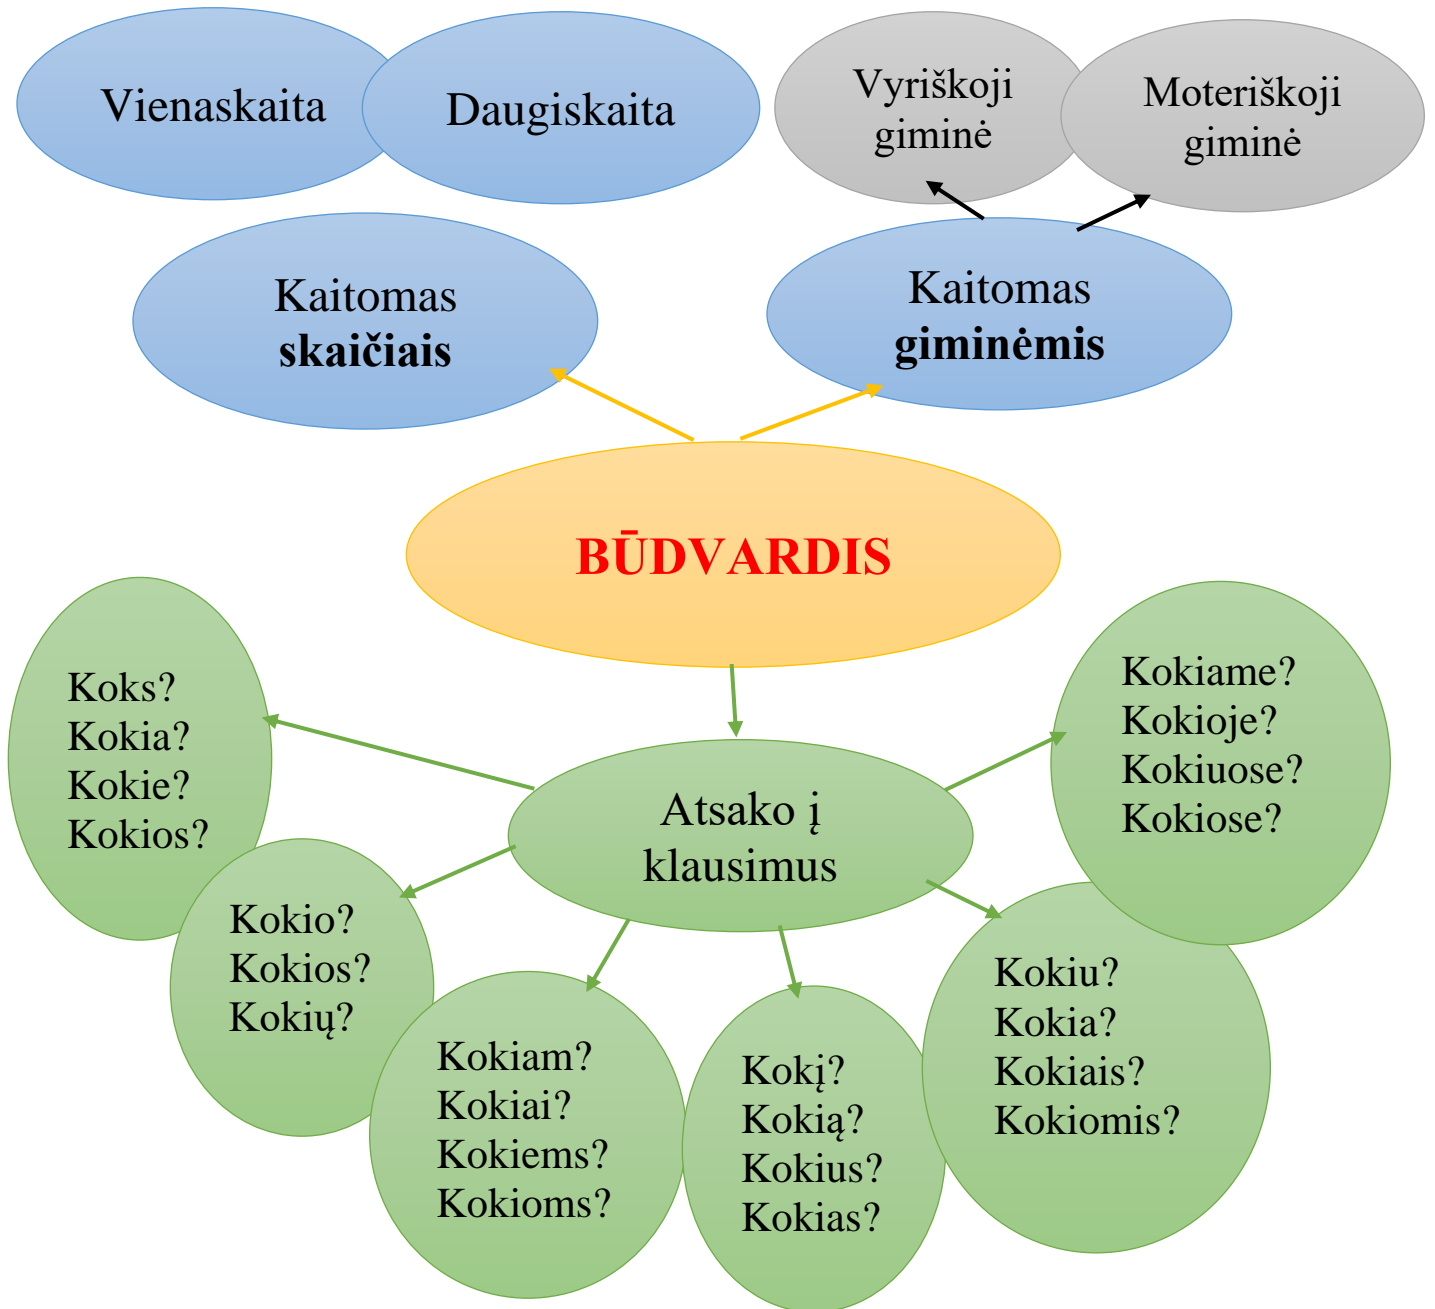 Vienaskaita
Daugiskaita
Vyriškoji
giminė
Moteriškoji
giminė
Kaitomas
skaičiais
Kaitomas
giminėmis
BŪDVARDIS
Atsako į
klausimus
Koks?
Kokia?
Kokie?
Kokios?
Kokio?
Kokios?
Kokių?
Kokiam?
Kokiai?
Kokiems?
Kokioms?
Kokį?
Kokią?
Kokius?
Kokias?
Kokiu?
Kokia?
Kokiais?
Kokiomis?
Kokiame?
Kokioje?
Kokiuose?
Kokiose?